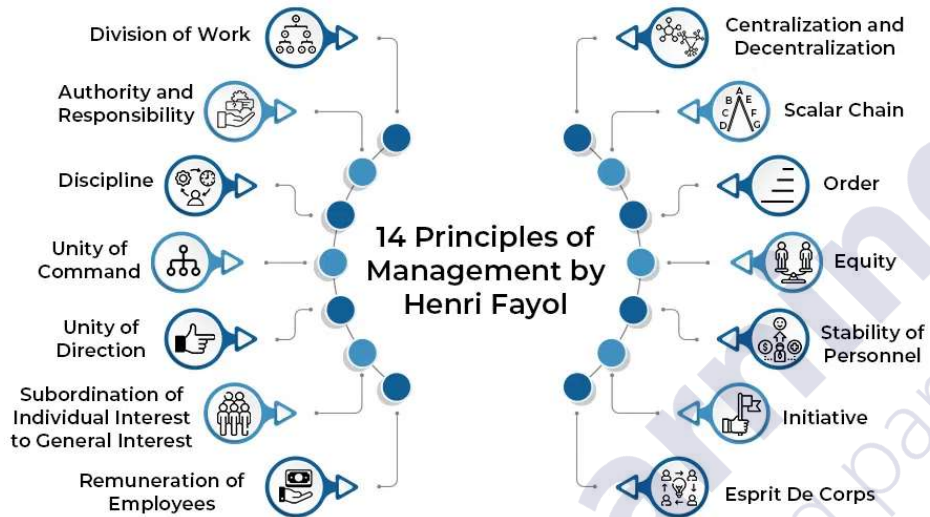 Division of Work
Authority and
Responsibility
Discipline
Unity of
Command
Unity of
Direction
Subordination of
Individual Interest
to General Interest
Remuneration of
Employees
14 Principles of
Management by
Henri Fayol
Centralization and
Decentralization
A
B E
C F
D G
Scalar Chain
Order
Equity
$
Stability of
Personnel
Initiative
Esprit De Corps